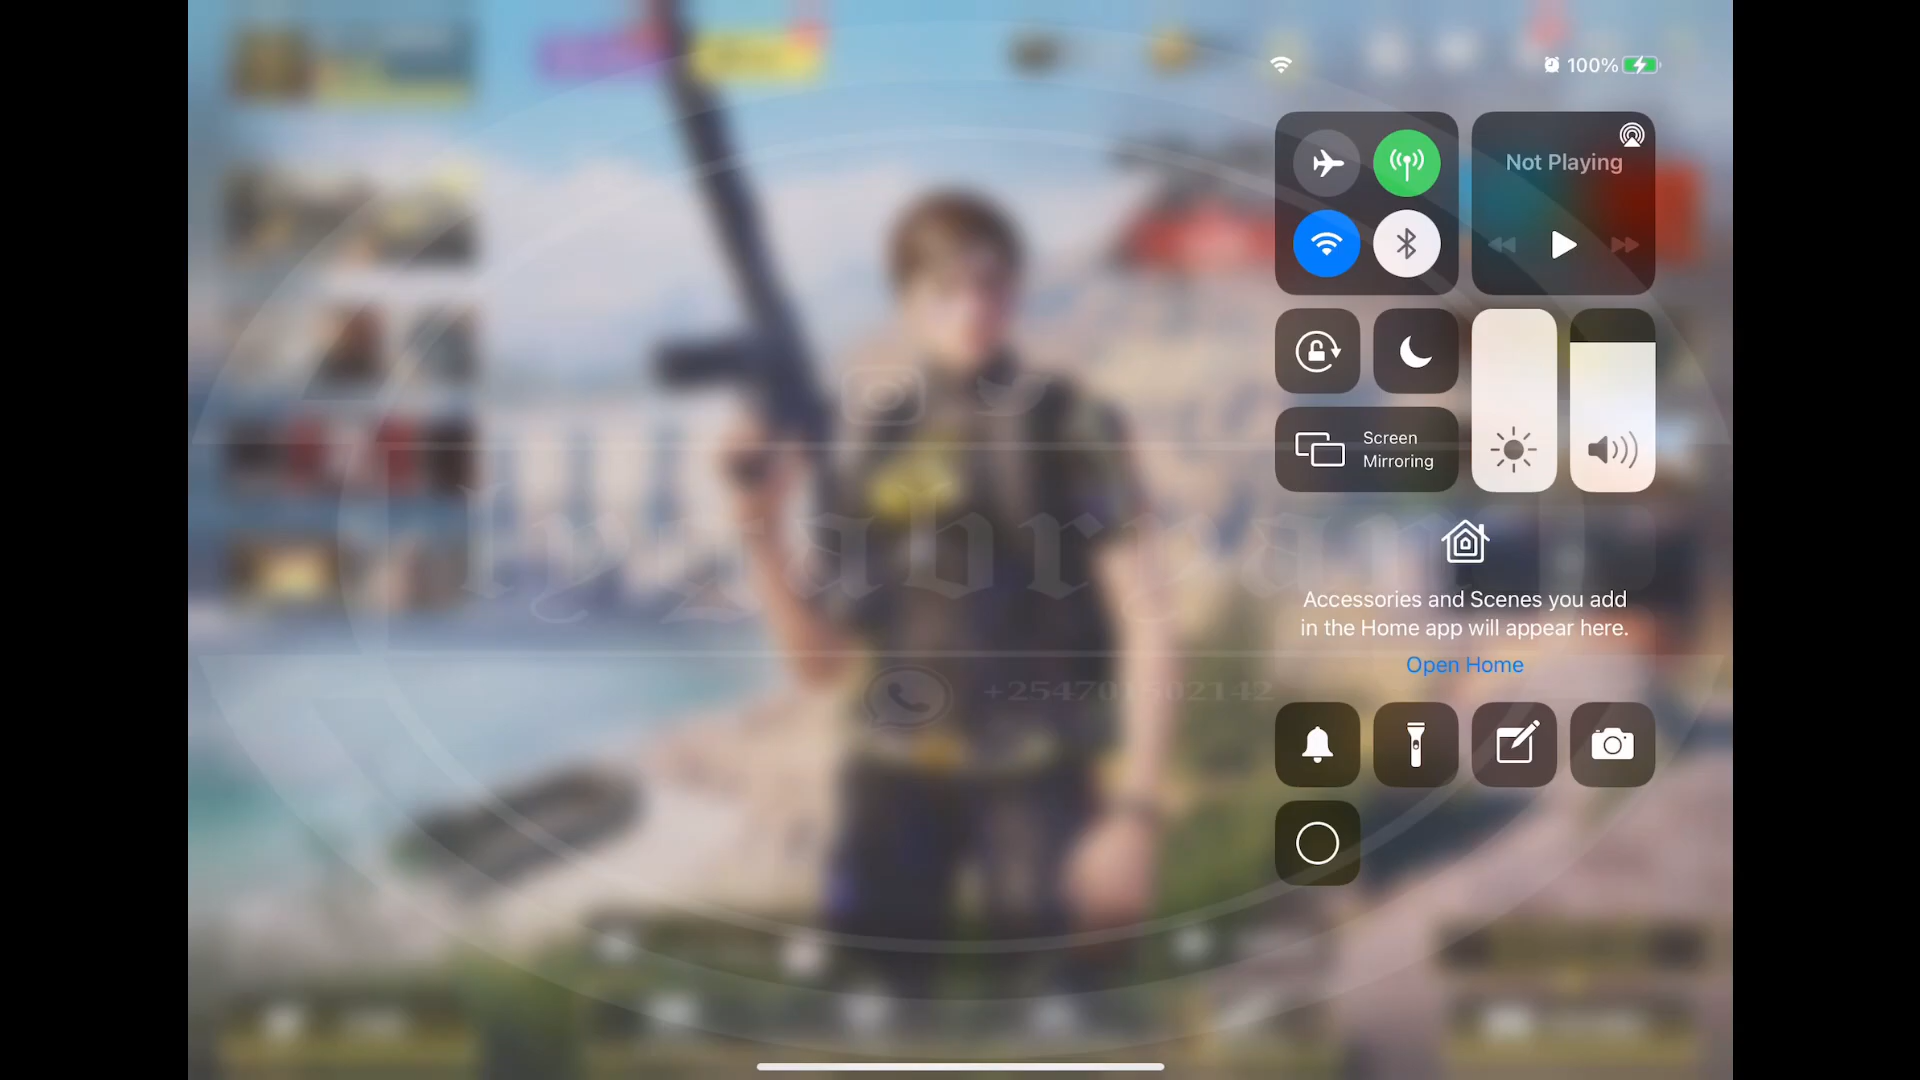 100%
Not Playing
Screen
Mirroring
lyzabryan
Accessories and Scenes you add
in the Home app will appear here.
Open Home